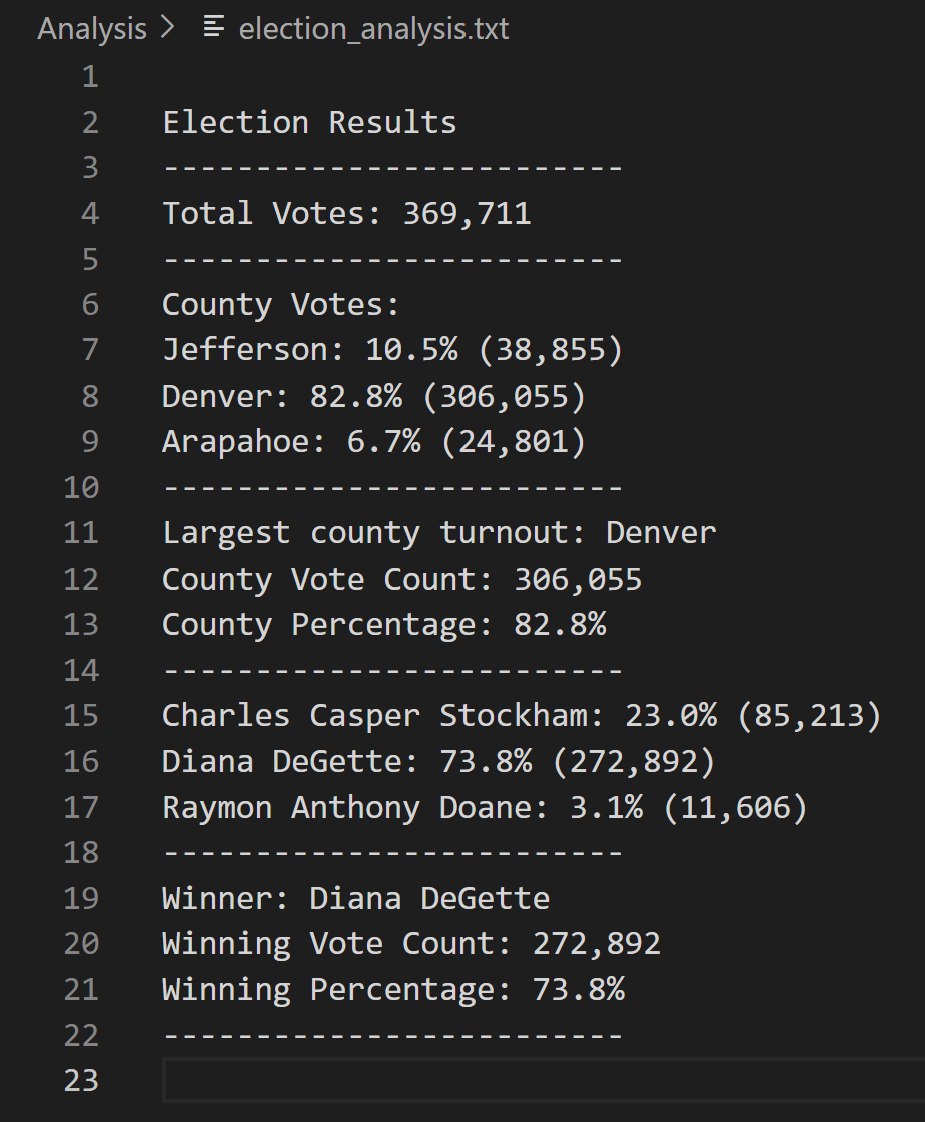 Analysis > election_analysis.txt
1
2 Election Results
3 -------------------------
4 Total Votes: 369,711
5 -------------------------
6 County Votes:
7 Jefferson: 10.5% (38,855)
8 Denver: 82.8% (306,055)
9 Arapahoe: 6.7% (24,801)
10 -------------------------
11 Largest county turnout: Denver
12 County Vote Count: 306,055
13 County Percentage: 82.8%
14 -------------------------
15 Charles Casper Stockham: 23.0% (85,213)
16 Diana DeGette: 73.8% (272,892)
17 Raymon Anthony Doane: 3.1% (11,606)
18 -------------------------
19 Winner: Diana DeGette
20 Winning Vote Count: 272,892
21 Winning Percentage: 73.8%
22 -------------------------
23